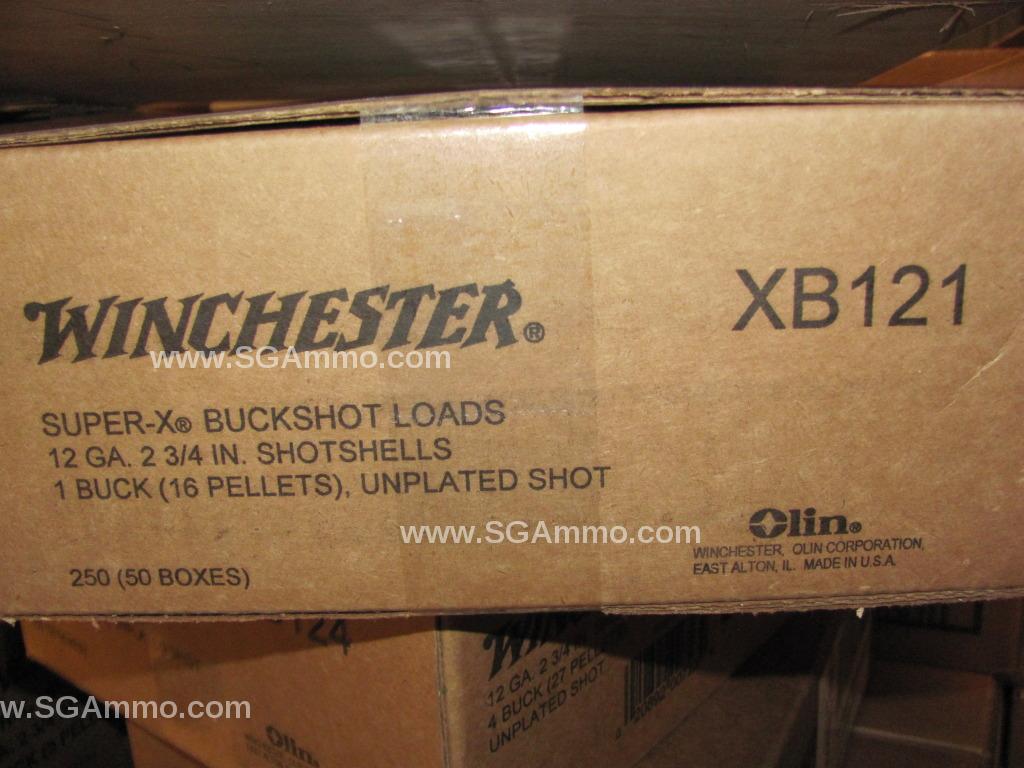 WINCHESTER®
XB121
www.SGAmmo.com
SUPER-X® BUCKSHOT LOADS
12 GA. 2 3/4 IN. SHOTSHELLS
1 BUCK (16 PELLETS), UNPLATED SHOT
www.SGAmmo.com
Olin®
WINCHESTER, OLIN CORPORATION,
EAST ALTON, IL. MADE IN U.S.A.
250 (50 BOXES)
124
12 GA. 2 3/4
4 BUCK (27
UNPLATED SHOT
www.SGAmmo.com
Olin